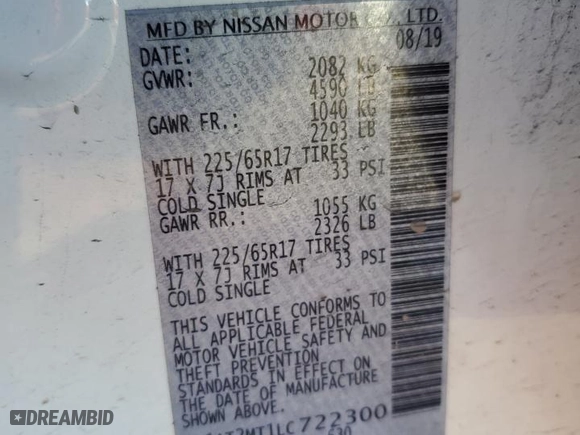 MFD BY NISSAN MOTOR CO., LTD.
DATE: 08/19
GVWR: 2082 KG
4590 LB
GAWR FR.: 1040 KG
2293 LB
WITH 225/65R17 TIRES
17 X 7J RIMS AT 33 PSI
COLD SINGLE
GAWR RR.: 1055 KG
2326 LB
WITH 225/65R17 TIRES
17 X 7J RIMS AT 33 PSI
COLD SINGLE
THIS VEHICLE CONFORMS TO
ALL APPLICABLE FEDERAL
MOTOR VEHICLE SAFETY AND
THEFT PREVENTION
STANDARDS IN EFFECT ON
THE DATE OF MANUFACTURE
SHOWN ABOVE.
T2MT1LC722300
DREAMBID